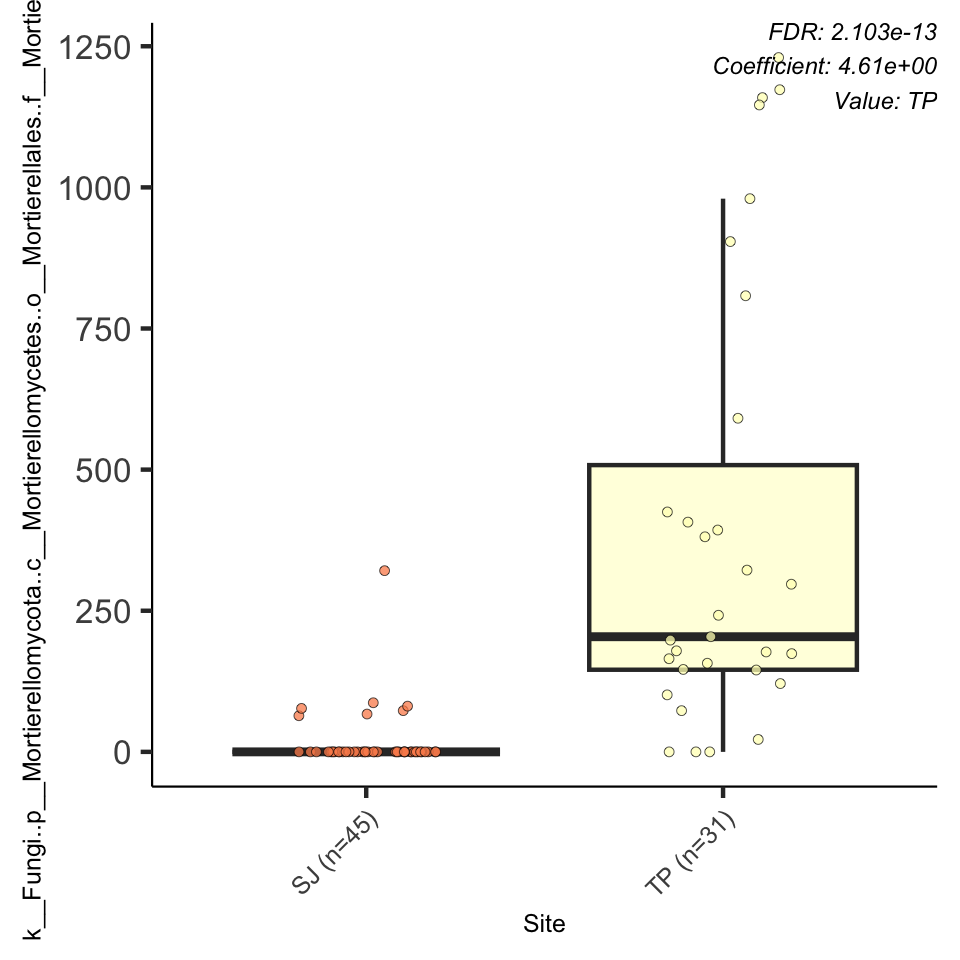 FDR: 2.103e-13
Coefficient: 4.61e+00
Value: TP
k__Fungi..p__Mortierellomycota..c__Mortierellomycetes..o__Mortierellales..f__Mortie
1250
1000
750
500
250
0
SJ (n=45)
TP (n=31)
Site